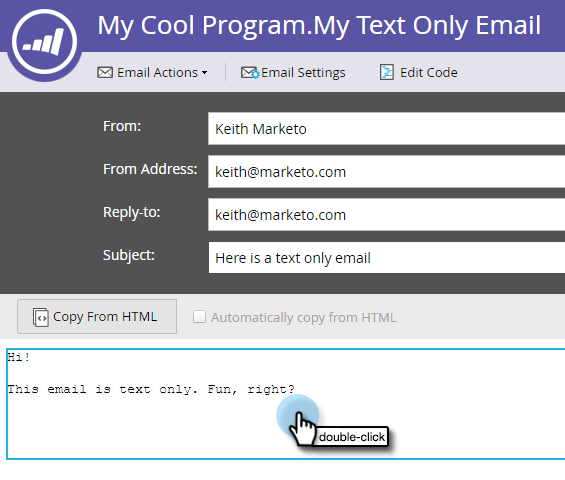 My Cool Program.My Text Only Email
Email Actions Email Settings Edit Code
From: Keith Marketo
From Address: keith@marketo.com
Reply-to: keith@marketo.com
Subject: Here is a text only email
Copy From HTML Automatically copy from HTML
Hi!
This email is text only. Fun, right?
double-click